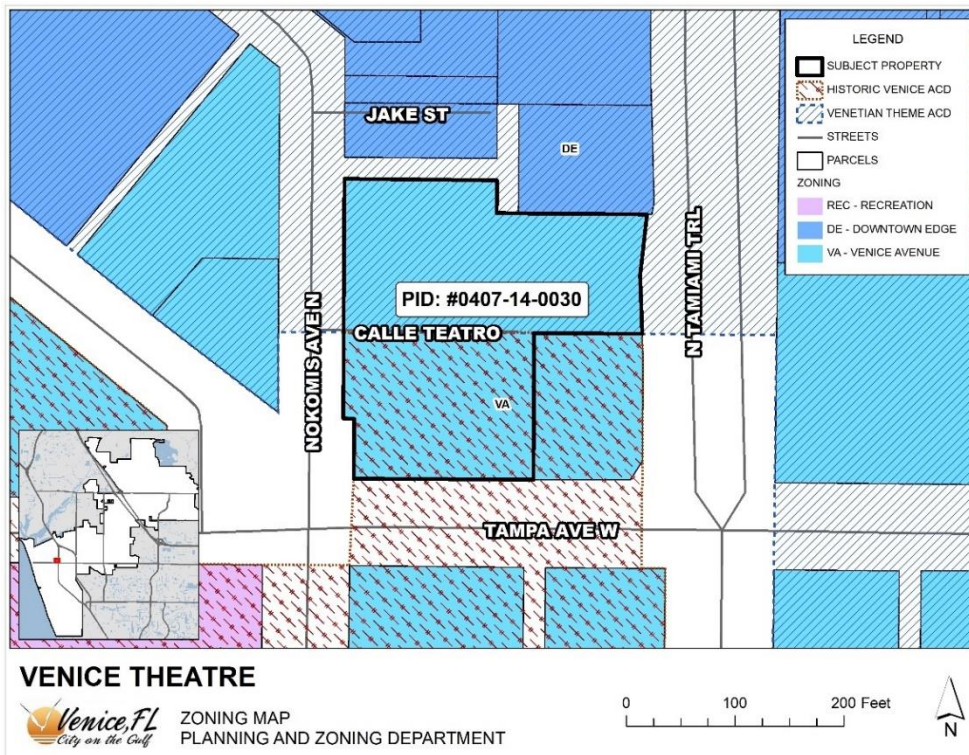 LEGEND
SUBJECT PROPERTY
HISTORIC VENICE ACD
VENETIAN THEME ACD
STREETS
PARCELS
ZONING
REC - RECREATION
DE - DOWNTOWN EDGE
VA - VENICE AVENUE
JAKE ST
DE
PID: #0407-14-0030
CALLE TEATRO
NOKOMIS AVE N
N TAMIAMI TRL
VA
TAMPA AVE W
VENICE THEATRE
Venice, FL
City on the Gulf
ZONING MAP
PLANNING AND ZONING DEPARTMENT
0 100 200 Feet
N